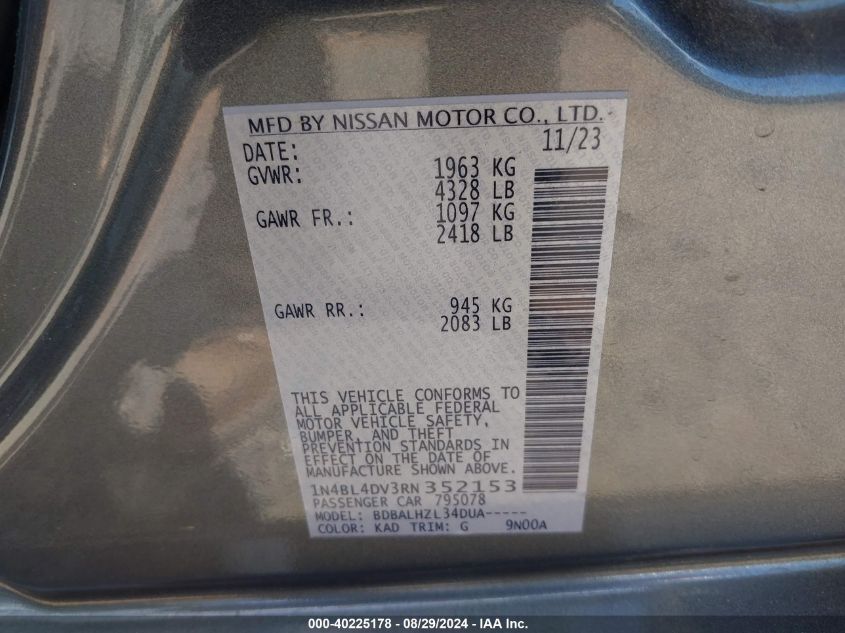 MFD BY NISSAN MOTOR CO., LTD.
DATE: 11/23
GVWR: 1963 KG
4328 LB
GAWR FR.: 1097 KG
2418 LB
GAWR RR.: 945 KG
2083 LB
THIS VEHICLE CONFORMS TO
ALL APPLICABLE FEDERAL
MOTOR VEHICLE SAFETY,
BUMPER, AND THEFT
PREVENTION STANDARDS IN
EFFECT ON THE DATE OF
MANUFACTURE SHOWN ABOVE.
1N4BL4DV3RN352153
PASSENGER CAR 795078
MODEL: BDBALHZL34DUA-----
COLOR: KAD TRIM: G 9N00A
000-40225178 - 08/29/2024 - IAA Inc.